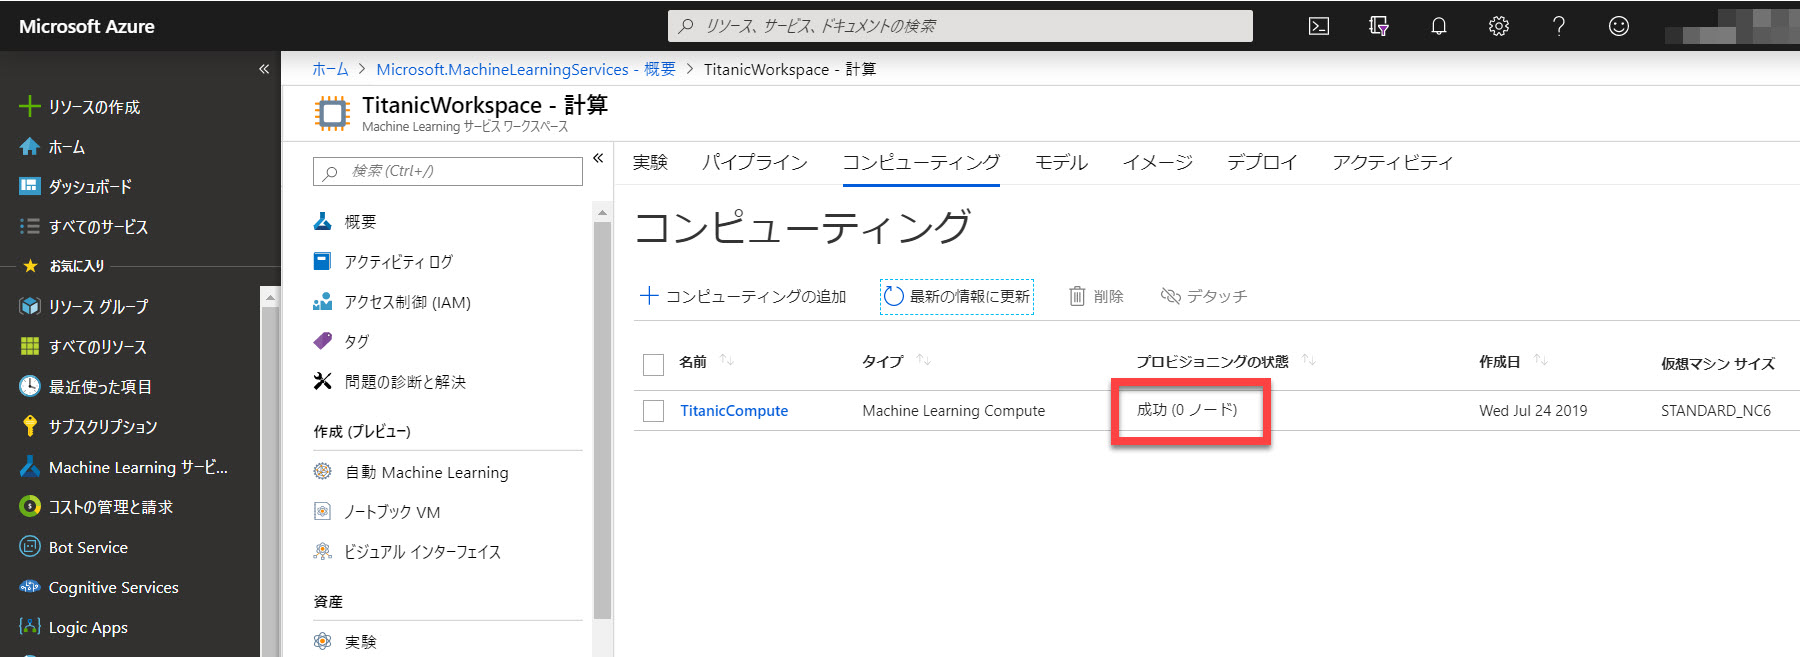 Microsoft Azure
リソース、サービス、ドキュメントの検索
リソースの作成
ホーム
ダッシュボード
すべてのサービス
お気に入り
リソース グループ
すべてのリソース
最近使った項目
サブスクリプション
Machine Learning サービ...
コストの管理と請求
Bot Service
Cognitive Services
Logic Apps
ホーム > Microsoft.MachineLearningServices - 概要 > TitanicWorkspace - 計算
TitanicWorkspace - 計算
Machine Learning サービス ワークスペース
検索 (Ctrl+/)
概要
アクティビティ ログ
アクセス制御 (IAM)
タグ
問題の診断と解決
作成 (プレビュー)
自動 Machine Learning
ノートブック VM
ビジュアル インターフェイス
資産
実験
実験 パイプライン コンピューティング モデル イメージ デプロイ アクティビティ
コンピューティング
コンピューティングの追加 最新の情報に更新 削除 デタッチ
名前 タイプ プロビジョニングの状態 作成日 仮想マシン サイズ
TitanicCompute Machine Learning Compute 成功 (0 ノード) Wed Jul 24 2019 STANDARD_NC6